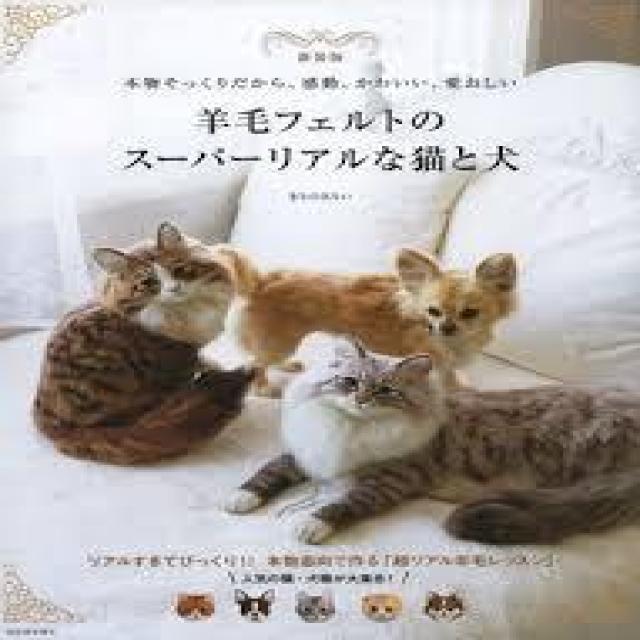 新装版
本物そっくりだから、感動、かわいい、愛おしい
羊毛フェルトの
スーパーリアルな猫と犬
リアルすぎてびっくり!! 本物志向で作る「超リアル羊毛レッスン」
人気の猫・犬種が大集合!